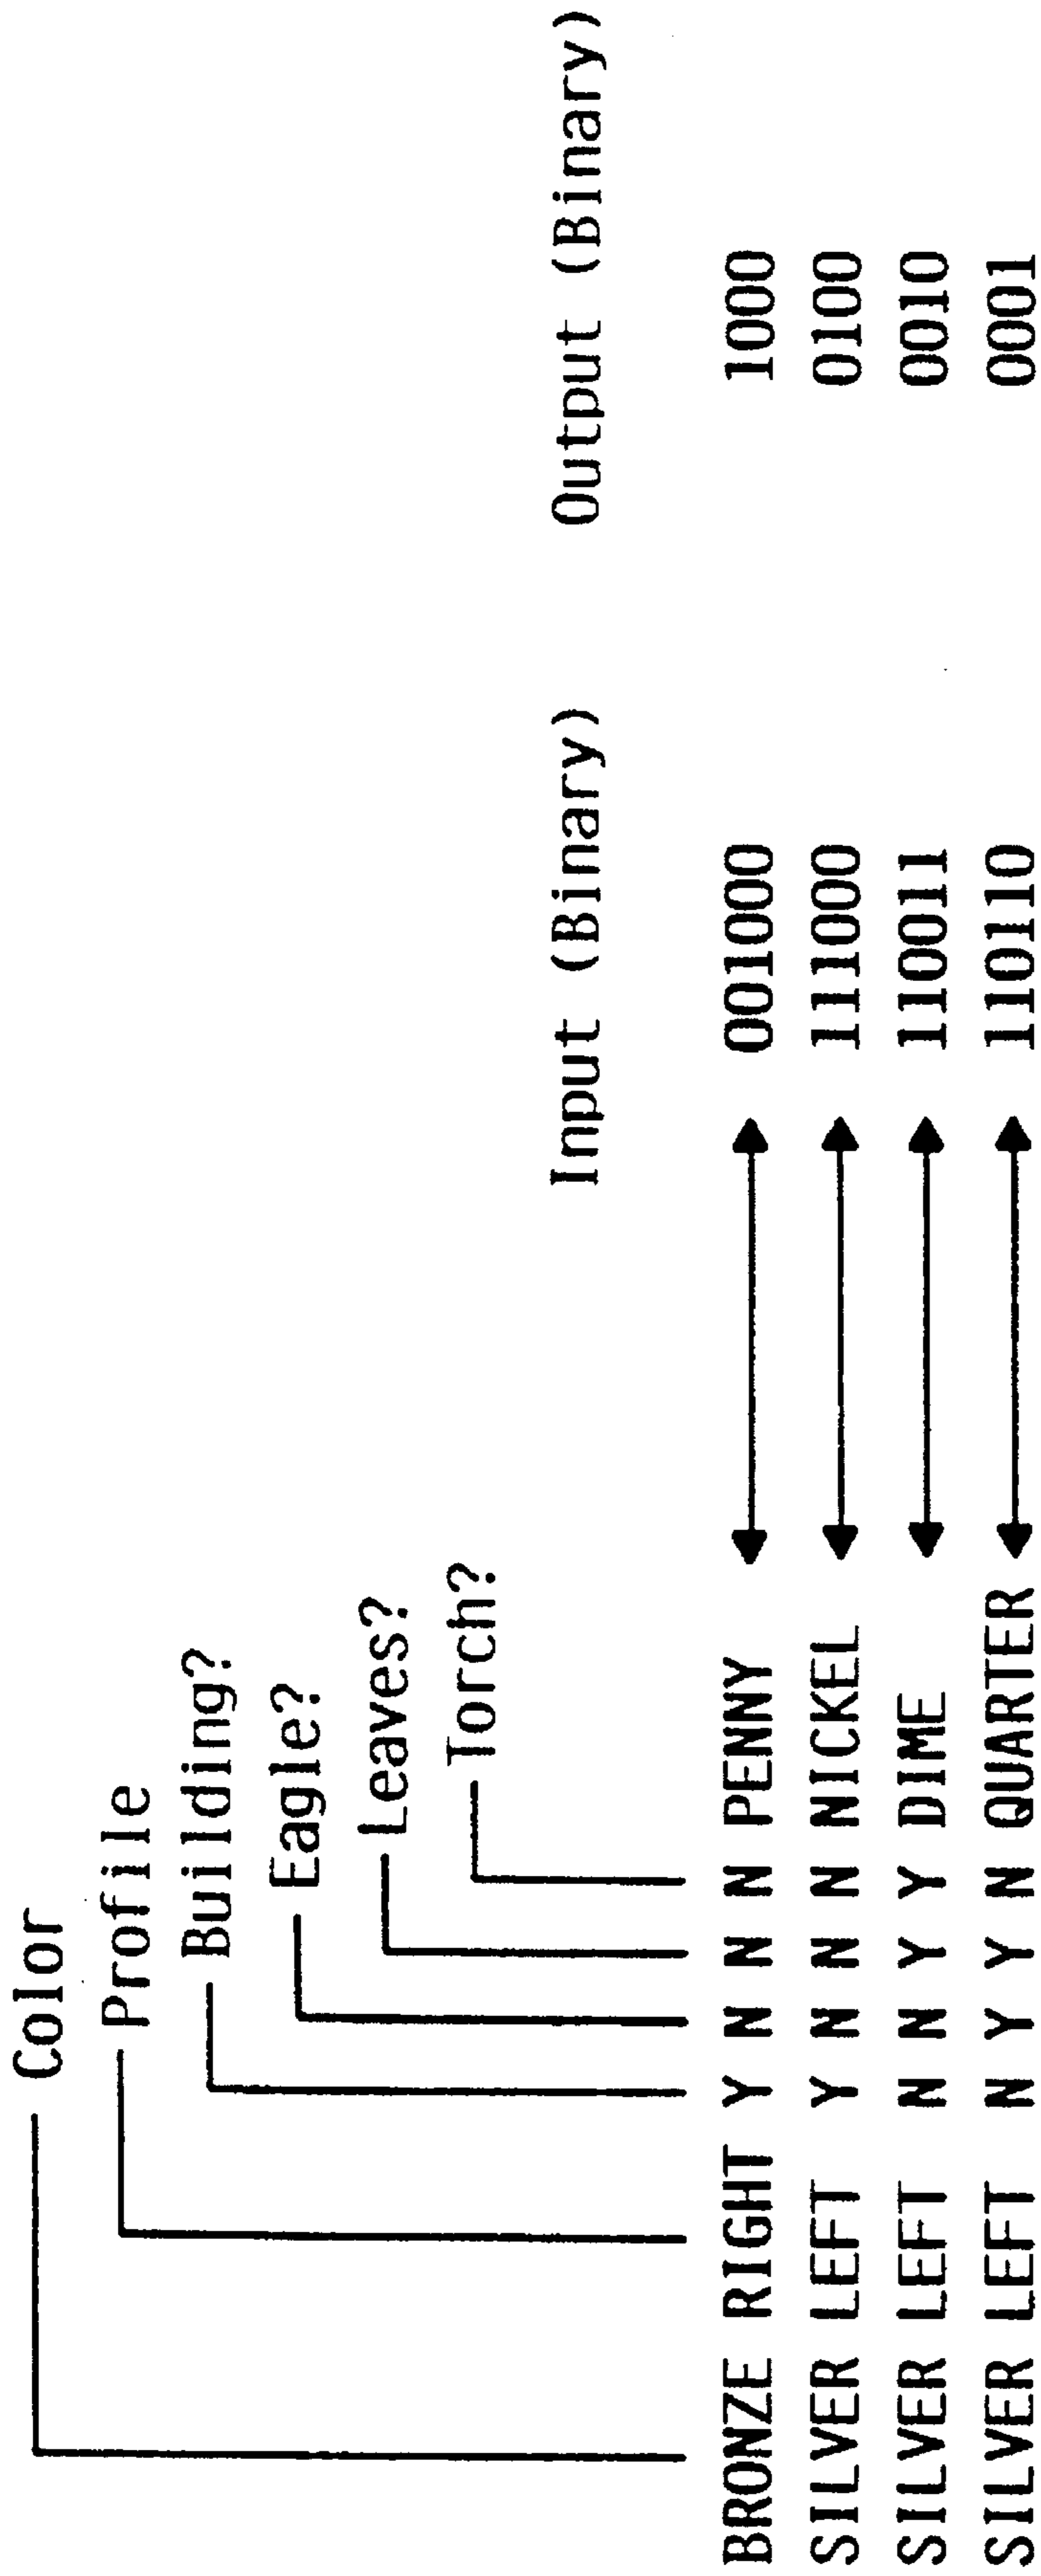 Color
Profile
Building?
Eagle?
Leaves?
Torch?
Input (Binary) Output (Binary)
BRONZE RIGHT Y N N N PENNY 001000 1000
SILVER LEFT Y N N N NICKEL 111000 0100
SILVER LEFT N N Y Y DIME 110011 0010
SILVER LEFT N Y Y N QUARTER 110110 0001